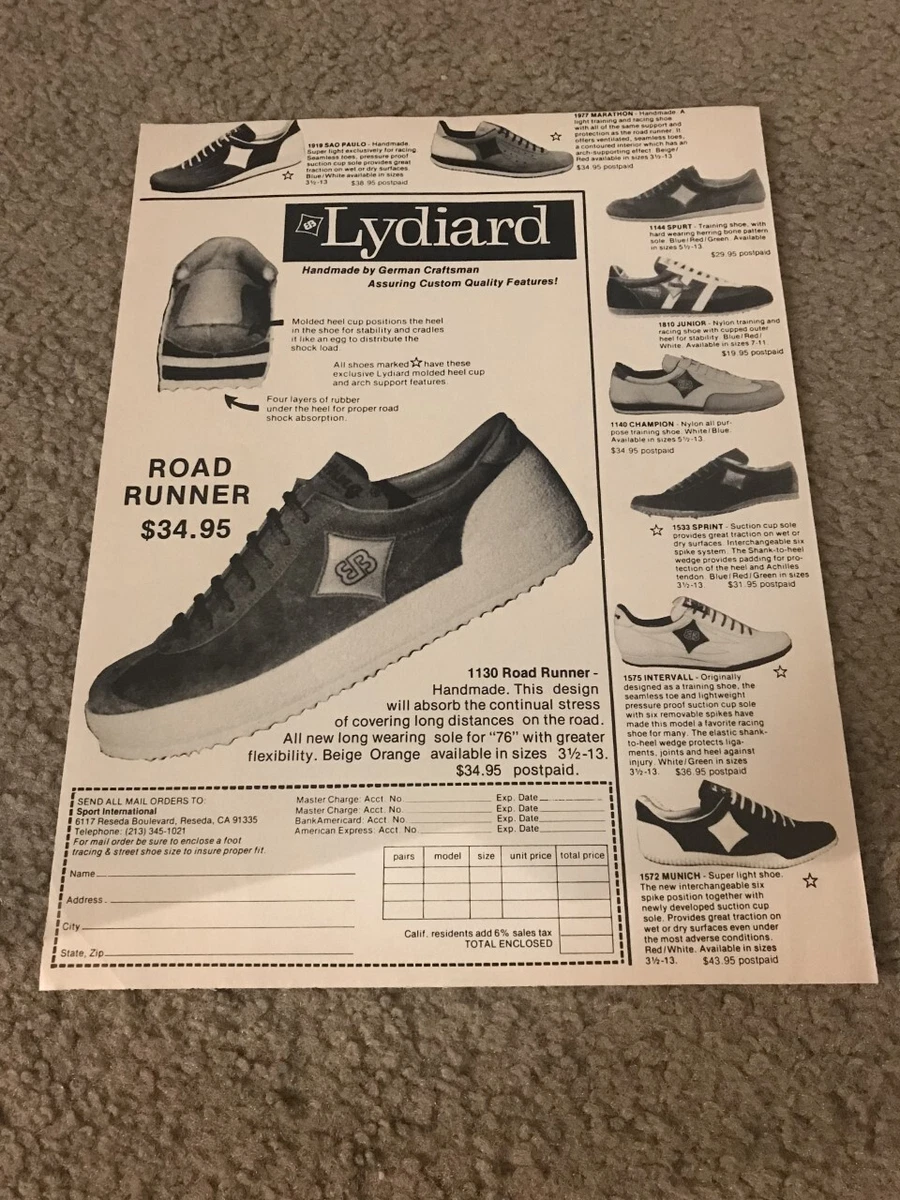 1819 SAO PAULO - Handmade.
Super light exclusively for racing.
Seamless toes, pressure proof
suction cup sole provides great
traction on wet or dry surfaces.
Blue/White available in sizes
3½-13 $38.95 postpaid
1977 MARATHON - Handmade. A
light training and racing shoe
with all of the same support and
protection as the road runner. It
offers ventilated, seamless toes,
a contoured interior which has an
arch-supporting effect. Beige/
Red available in sizes 3½-13
$34.95 postpaid
Lydiard
Handmade by German Craftsman
Assuring Custom Quality Features!
Molded heel cup positions the heel
in the shoe for stability and cradles
it like an egg to distribute the
shock load
All shoes marked ☆ have these
exclusive Lydiard molded heel cup
and arch support features.
Four layers of rubber
under the heel for proper road
shock absorption.
ROAD
RUNNER
$34.95
1130 Road Runner -
Handmade. This design
will absorb the continual stress
of covering long distances on the road.
All new long wearing sole for "76" with greater
flexibility. Beige Orange available in sizes 3½-13.
$34.95 postpaid.
1144 SPURT - Training shoe, with
hard wearing herring bone pattern
sole. Blue/Red/Green. Available
in sizes 5½-13.
$29.95 postpaid
1810 JUNIOR - Nylon training and
racing shoe with cupped outer
heel for stability. Blue/Red/
White. Available in sizes 7-11.
$19.95 postpaid
1140 CHAMPION - Nylon all pur-
pose training shoe. White/Blue.
Available in sizes 5½-13.
$34.95 postpaid
1533 SPRINT - Suction cup sole
provides great traction on wet or
dry surfaces. Interchangeable six
spike system. The Shank-to-heel
wedge provides padding for pro-
tection of the heel and Achilles
tendon. Blue/Red/Green in sizes
3½-13. $31.95 postpaid
1575 INTERVALL - Originally
designed as a training shoe, the
seamless toe and lightweight
pressure proof suction cup sole
with six removable spikes have
made this model a favorite racing
shoe for many. The elastic shank-
to-heel wedge protects liga-
ments, joints and heel against
injury. White/Green in sizes
3½-13. $36.95 postpaid
1572 MUNICH - Super light shoe.
The new interchangeable six
spike position together with
newly developed suction cup
sole. Provides great traction on
wet or dry surfaces even under
the most adverse conditions.
Red/White. Available in sizes
3½-13. $43.95 postpaid
SEND ALL MAIL ORDERS TO:
Sport International
6117 Reseda Boulevard, Reseda, CA 91335
Telephone: (213) 345-1021
For mail order be sure to enclose a foot
tracing & street shoe size to insure proper fit.
Name
Address
City
State, Zip
Master Charge: Acct. No. Exp. Date
Master Charge: Acct. No. Exp. Date
BankAmericard: Acct. No. Exp. Date
American Express: Acct. No. Exp. Date
pairs model size unit price total price
Calif. residents add 6% sales tax
TOTAL ENCLOSED